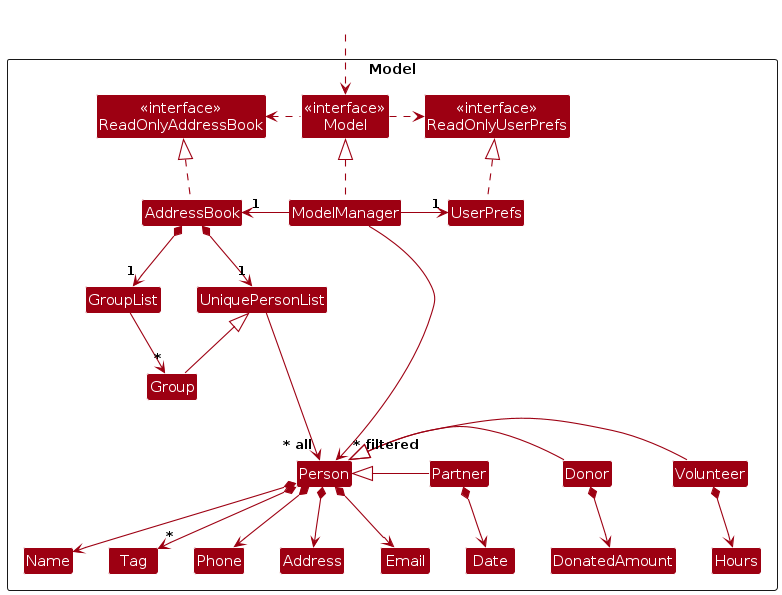 Model
«interface»
ReadOnlyAddressBook
«interface»
Model
«interface»
ReadOnlyUserPrefs
AddressBook
1
ModelManager
1
UserPrefs
1
1
GroupList
UniquePersonList
*
Group
* all
* filtered
Person
Partner
Donor
Volunteer
*
Name
Tag
Phone
Address
Email
Date
DonatedAmount
Hours